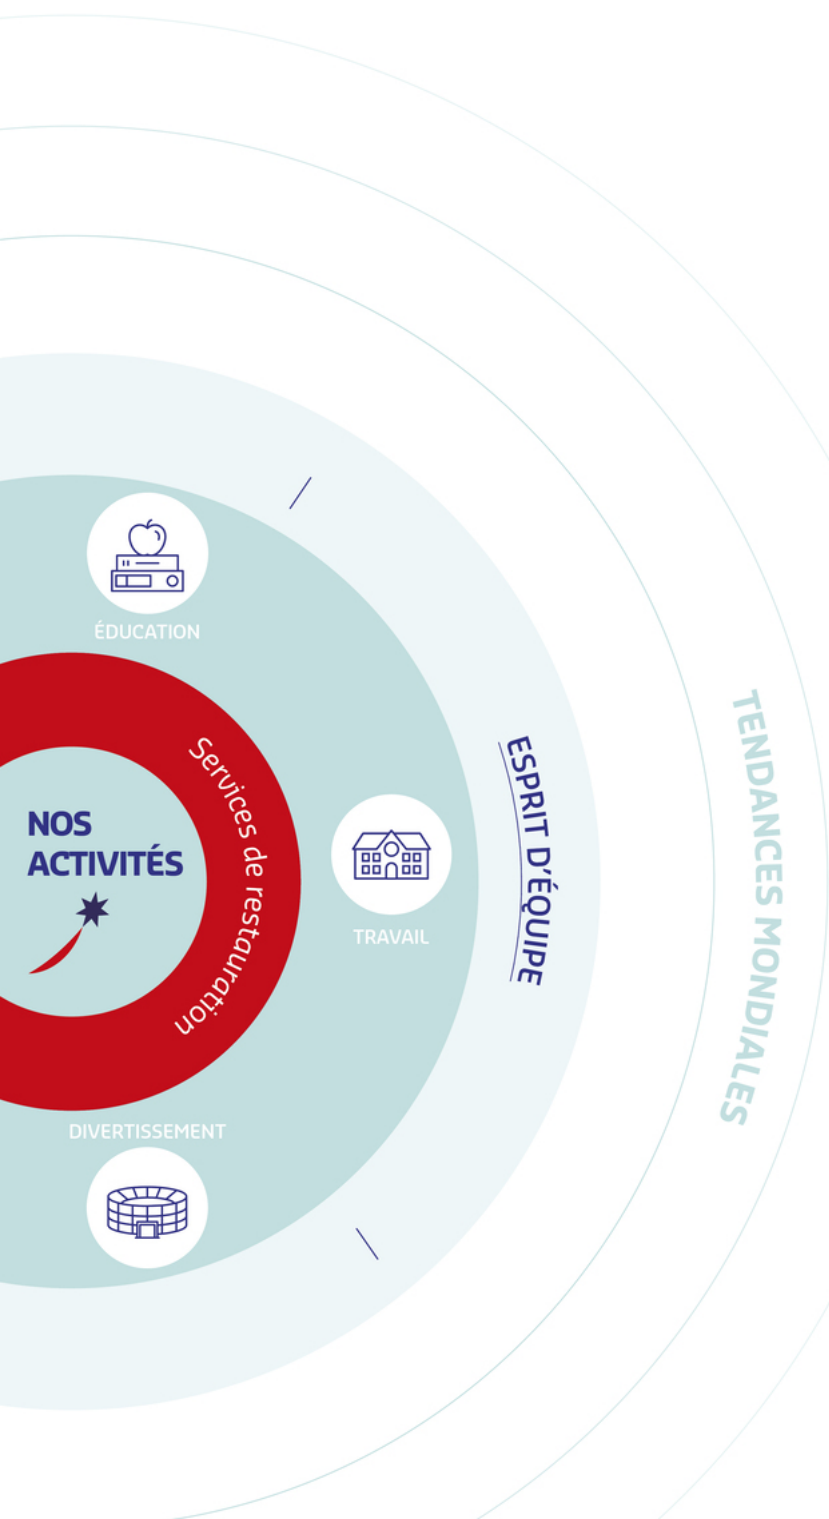 ÉDUCATION
Services de restauration
NOS
ACTIVITÉS
TRAVAIL
ESPRIT D'ÉQUIPE
TENDANCES MONDIALES
DIVERTISSEMENT